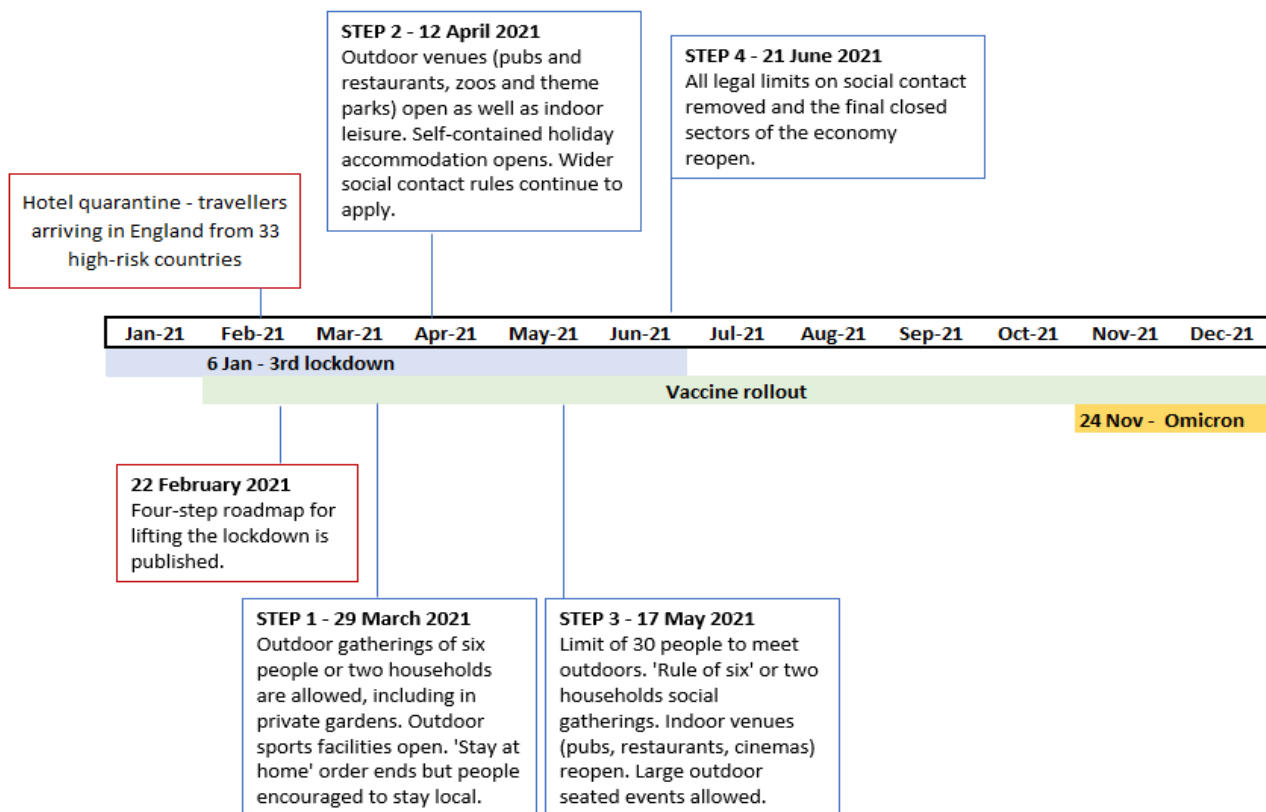 STEP 2 - 12 April 2021
Outdoor venues (pubs and
restaurants, zoos and theme
parks) open as well as indoor
leisure. Self-contained holiday
accommodation opens. Wider
social contact rules continue to
apply.
STEP 4 - 21 June 2021
All legal limits on social contact
removed and the final closed
sectors of the economy
reopen.
Hotel quarantine - travellers
arriving in England from 33
high-risk countries
Jan-21 Feb-21 Mar-21 Apr-21 May-21 Jun-21 Jul-21 Aug-21 Sep-21 Oct-21 Nov-21 Dec-21
6 Jan - 3rd lockdown
Vaccine rollout
24 Nov - Omicron
22 February 2021
Four-step roadmap for
lifting the lockdown is
published.
STEP 1 - 29 March 2021
Outdoor gatherings of six
people or two households
are allowed, including in
private gardens. Outdoor
sports facilities open. 'Stay at
home' order ends but people
encouraged to stay local.
STEP 3 - 17 May 2021
Limit of 30 people to meet
outdoors. 'Rule of six' or two
households social
gatherings. Indoor venues
(pubs, restaurants, cinemas)
reopen. Large outdoor
seated events allowed.